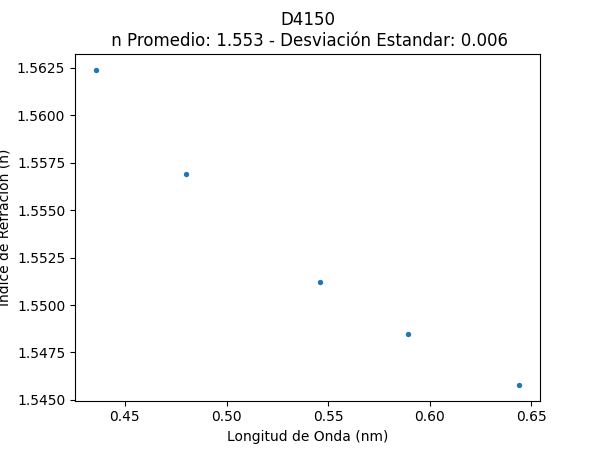 D4150
n Promedio: 1.553 - Desviación Estandar: 0.006
1.5625
1.5600
1.5575
1.5550
1.5525
1.5500
1.5475
1.5450
Índice de Refración (n)
0.45 0.50 0.55 0.60 0.65
Longitud de Onda (nm)